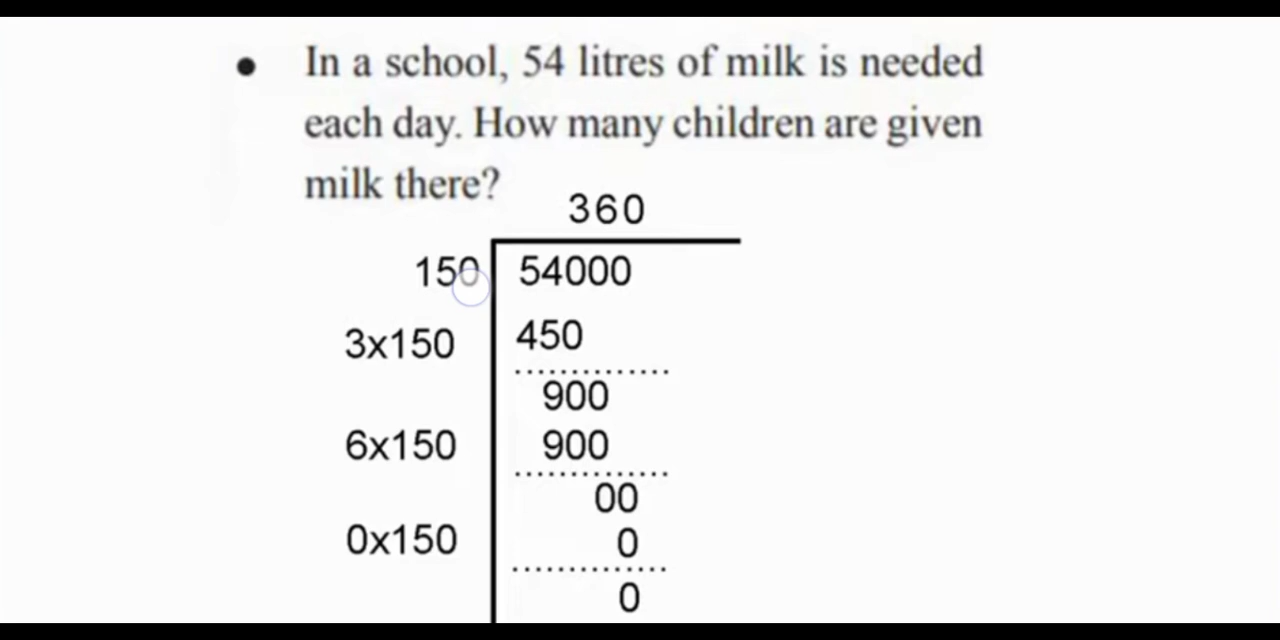 • In a school, 54 litres of milk is needed
each day. How many children are given
milk there?
360
150 54000
3x150 450
900
6x150 900
00
0x150 0
0